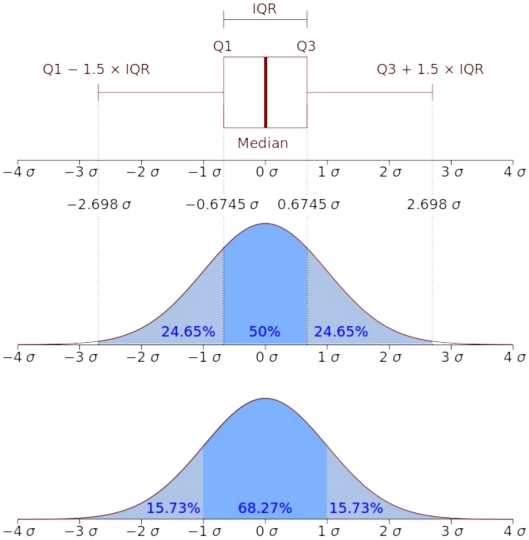 IQR
Q1 Q3
Q1 − 1.5 × IQR Q3 + 1.5 × IQR
Median
−4 σ −3 σ −2 σ −1 σ 0 σ 1 σ 2 σ 3 σ 4 σ
−2.698 σ −0.6745 σ 0.6745 σ 2.698 σ
24.65% 50% 24.65%
−4 σ −3 σ −2 σ −1 σ 0 σ 1 σ 2 σ 3 σ 4 σ
15.73% 68.27% 15.73%
−4 σ −3 σ −2 σ −1 σ 0 σ 1 σ 2 σ 3 σ 4 σ